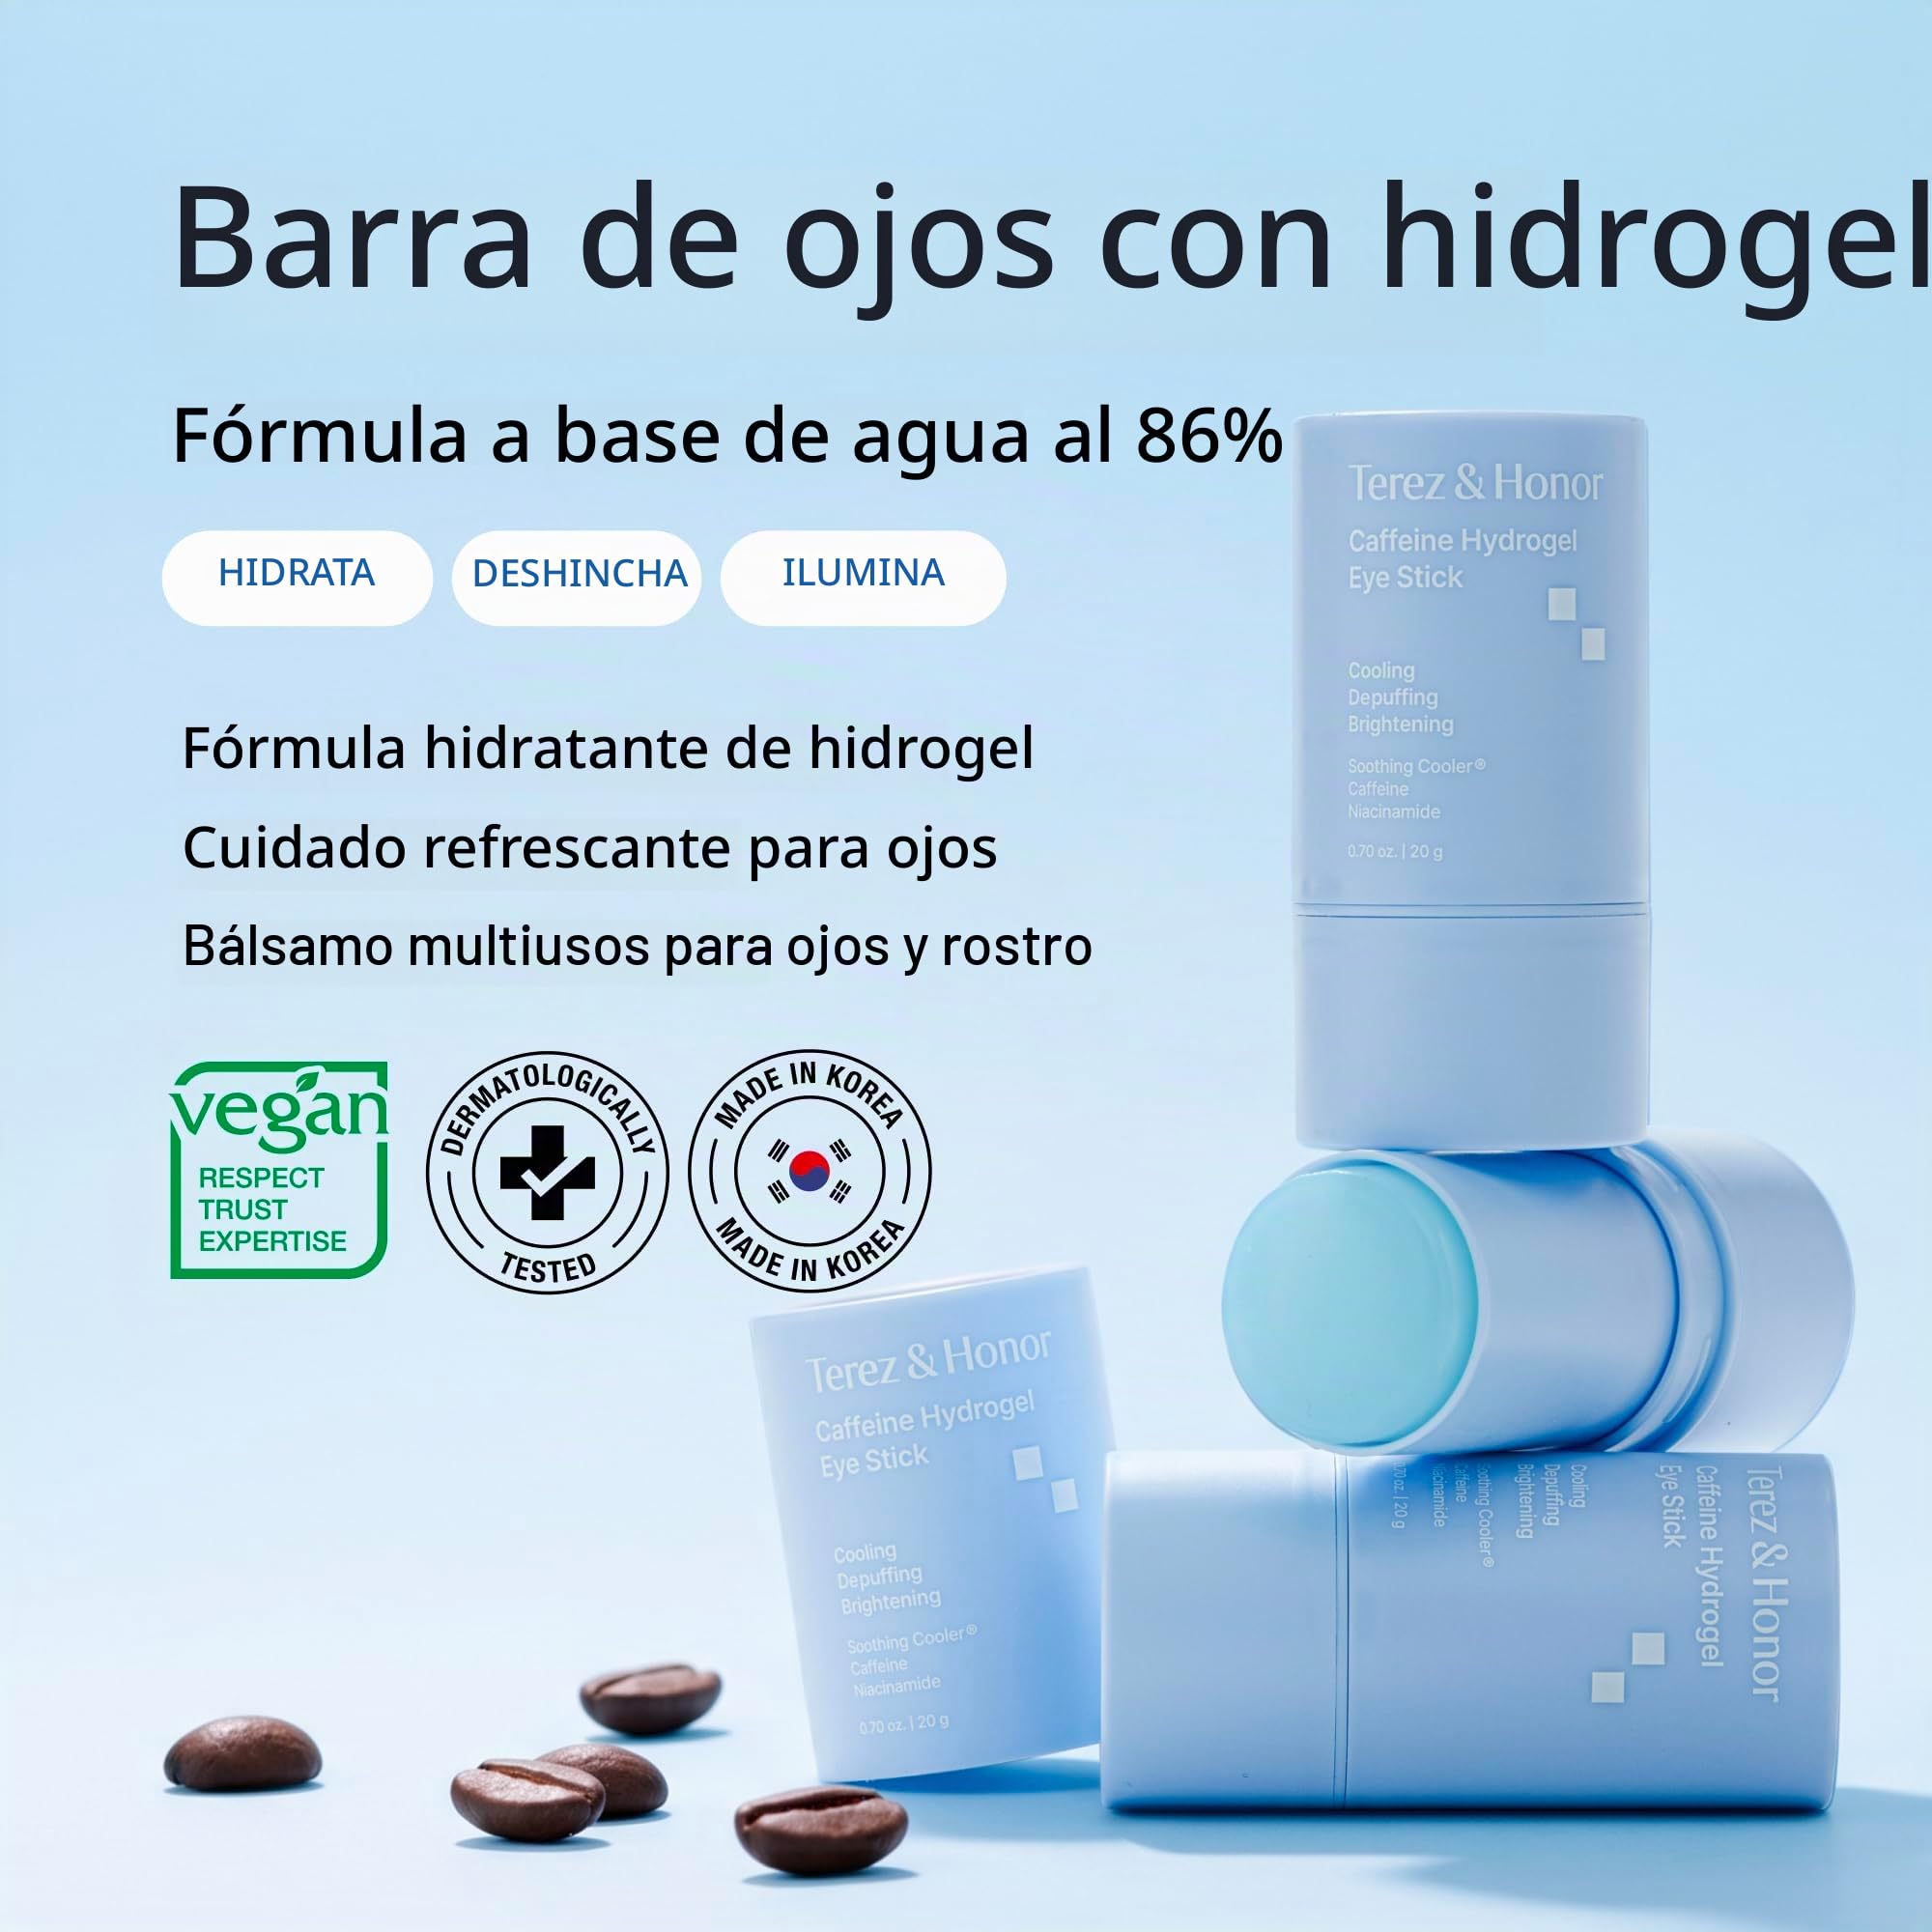 Barra de ojos con hidrogel
Fórmula a base de agua al 86%
HIDRATA
DESHINCHA
ILUMINA
Fórmula hidratante de hidrogel
Cuidado refrescante para ojos
Bálsamo multiusos para ojos y rostro
vegan
RESPECT
TRUST
EXPERTISE
DERMATOLOGICALLY
TESTED
MADE IN KOREA
MADE IN KOREA
Terez & Honor
Caffeine Hydrogel
Eye Stick
Cooling
Depuffing
Brightening
Soothing Cooler®
Caffeine
Niacinamide
0.70 oz. | 20 g
Terez & Honor
Caffeine Hydrogel
Eye Stick
Cooling
Depuffing
Brightening
Soothing Cooler®
Caffeine
Niacinamide
0.70 oz. | 20 g
Terez & Honor
Caffeine Hydrogel
Eye Stick
Cooling
Depuffing
Brightening
Cooler®
20 g